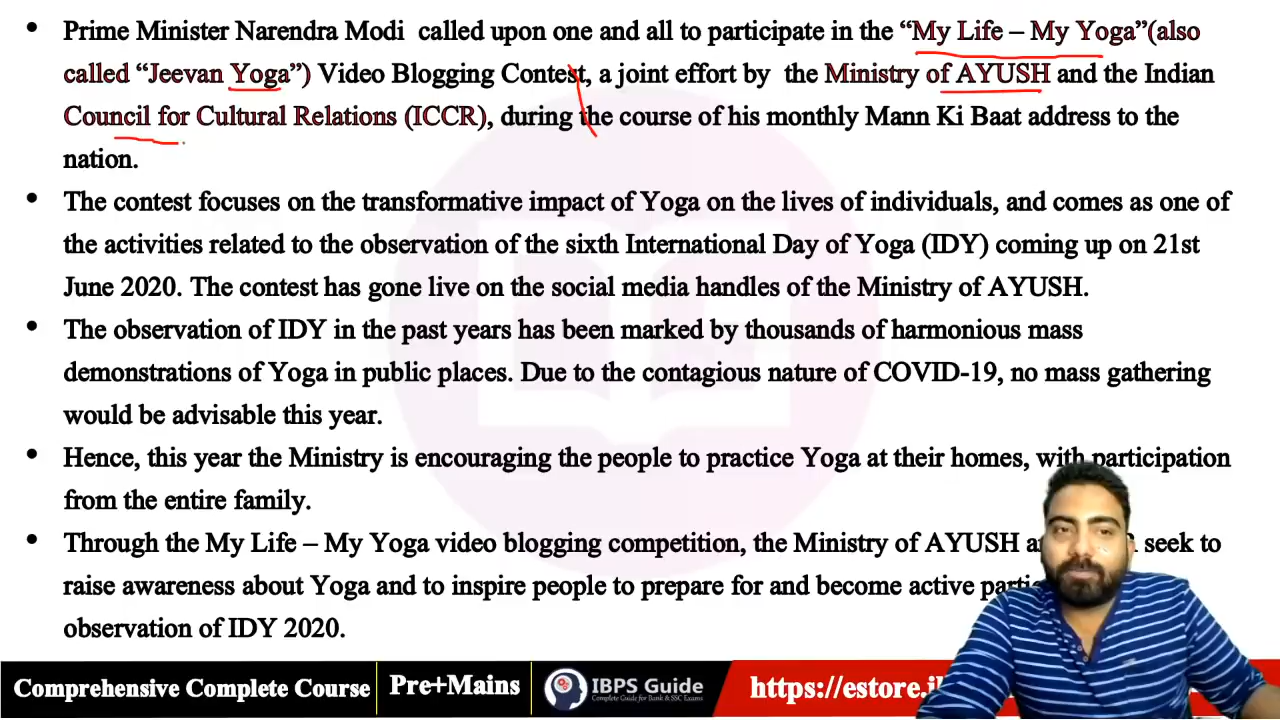 • Prime Minister Narendra Modi called upon one and all to participate in the “My Life – My Yoga”(also
called “Jeevan Yoga”) Video Blogging Contest, a joint effort by the Ministry of AYUSH and the Indian
Council for Cultural Relations (ICCR), during the course of his monthly Mann Ki Baat address to the
nation.
• The contest focuses on the transformative impact of Yoga on the lives of individuals, and comes as one of
the activities related to the observation of the sixth International Day of Yoga (IDY) coming up on 21st
June 2020. The contest has gone live on the social media handles of the Ministry of AYUSH.
• The observation of IDY in the past years has been marked by thousands of harmonious mass
demonstrations of Yoga in public places. Due to the contagious nature of COVID-19, no mass gathering
would be advisable this year.
• Hence, this year the Ministry is encouraging the people to practice Yoga at their homes, with participation
from the entire family.
• Through the My Life – My Yoga video blogging competition, the Ministry of AYUSH seek to
raise awareness about Yoga and to inspire people to prepare for and become active
observation of IDY 2020.
Comprehensive Complete Course
Pre+Mains
IBPS Guide
Complete Guide for Bank & SSC Exams
https://estore.i